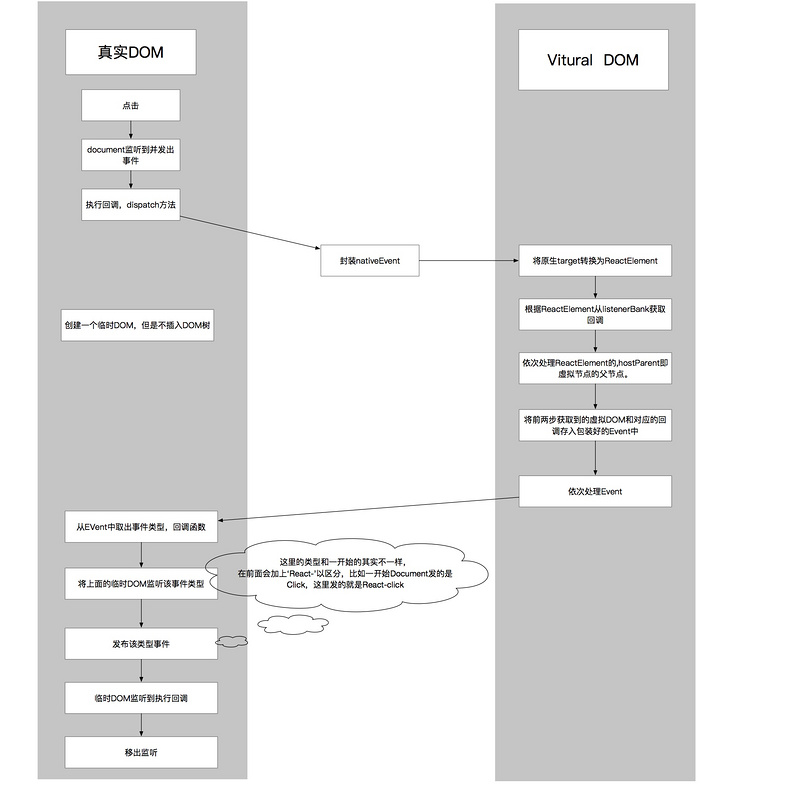 真实DOM
点击
document监听到并发出
事件
执行回调，dispatch方法
创建一个临时DOM，但是不插入DOM树
封装nativeEvent
Vitural DOM
将原生target转换为ReactElement
根据ReactElement从listenerBank获取
回调
依次处理ReactElement的,hostParent即
虚拟节点的父节点。
将前两步获取到的虚拟DOM和对应的回
调存入包装好的Event中
依次处理Event
从EVent中取出事件类型，回调函数
将上面的临时DOM监听该事件类型
这里的类型和一开始的其实不一样，
在前面会加上‘React-’以区分，比如一开始Document发的是
Click，这里发的就是React-click
发布该类型事件
临时DOM监听到执行回调
移出监听